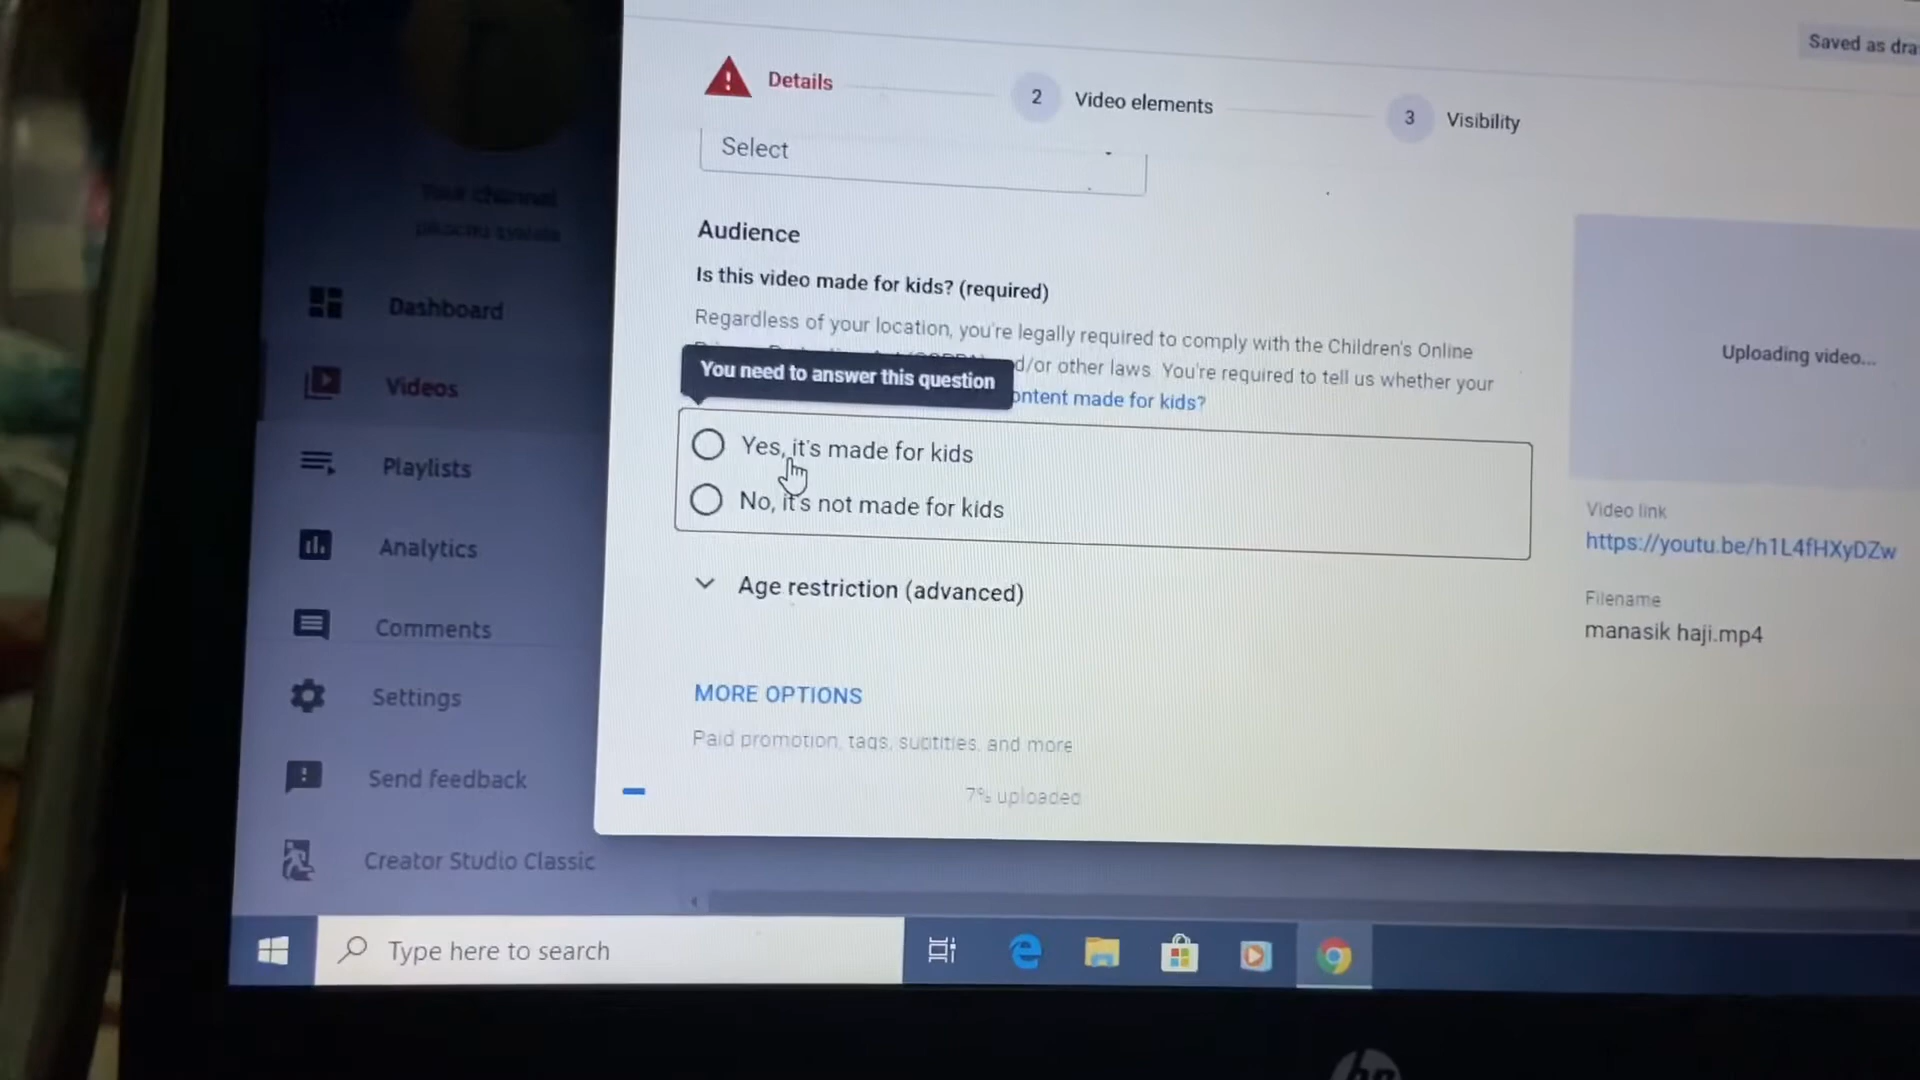 Saved as dra
Details
2
Video elements
3
Visibility
Select
Your channel
Audience
Is this video made for kids? (required)
Regardless of your location, you're legally required to comply with the Children's Online
d/or other laws. You're required to tell us whether your
You need to answer this question
ontent made for kids?
Yes, it's made for kids
No, it's not made for kids
Age restriction (advanced)
MORE OPTIONS
Paid promotion, tags, subtitles, and more
7% uploaded
Uploading video...
Video link
https://youtu.be/h1L4fHXyDZw
Filename
manasik haji.mp4
Dashboard
Videos
Playlists
Analytics
Comments
Settings
Send feedback
Creator Studio Classic
Type here to search
hp